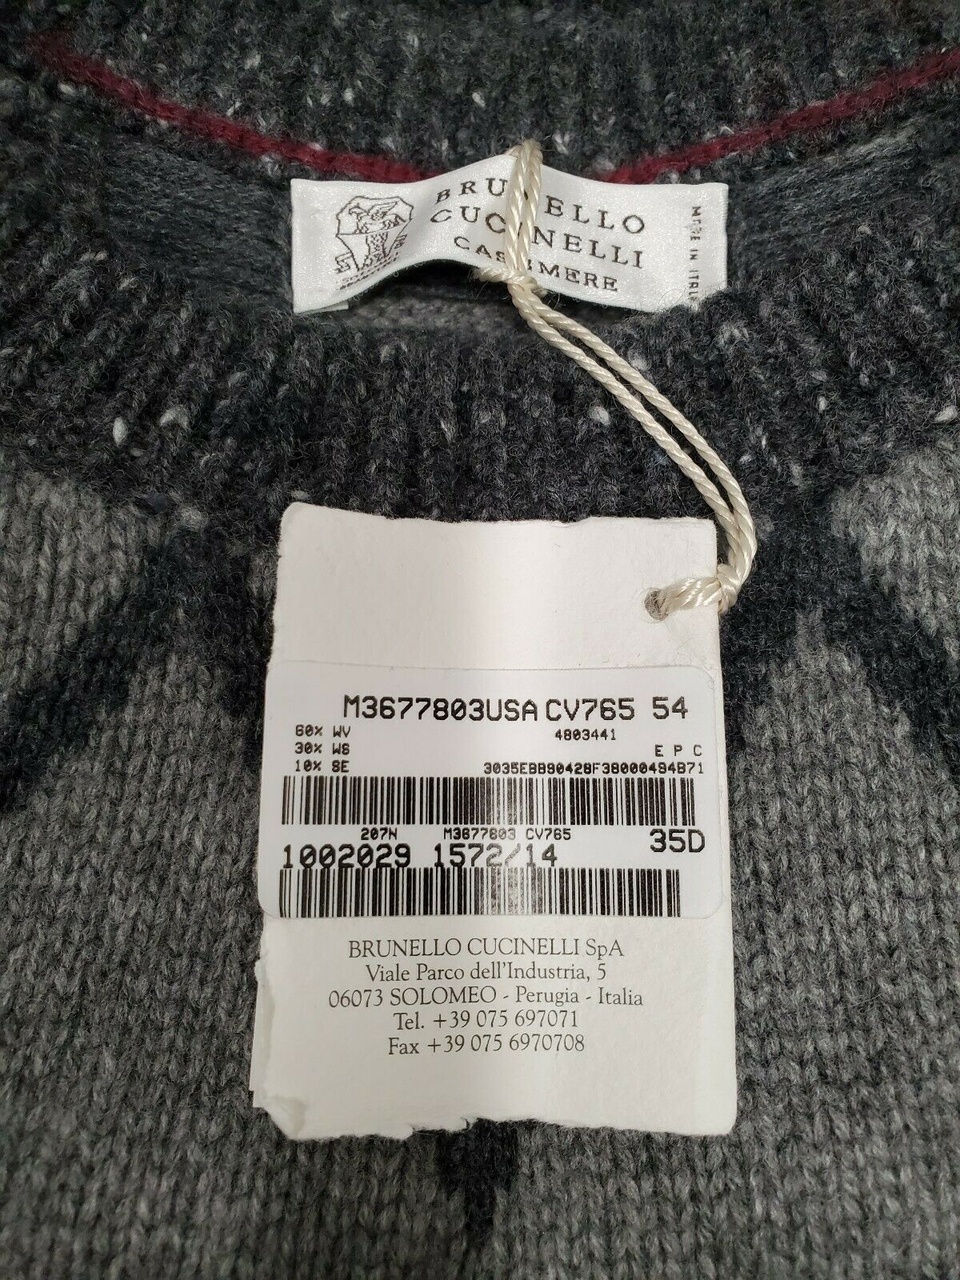 BRUNELLO
CUCINELLI
CASHMERE
MADE IN ITALY
M3677803USA CV765 54
60% WV
4803441
30% WS
E P C
10% SE
3035EBB90428F38000494B71
207N M3677803 CV765
35D
1002029 1572/14
BRUNELLO CUCINELLI SpA
Viale Parco dell'Industria, 5
06073 SOLOMEO - Perugia - Italia
Tel. +39 075 697071
Fax +39 075 6970708